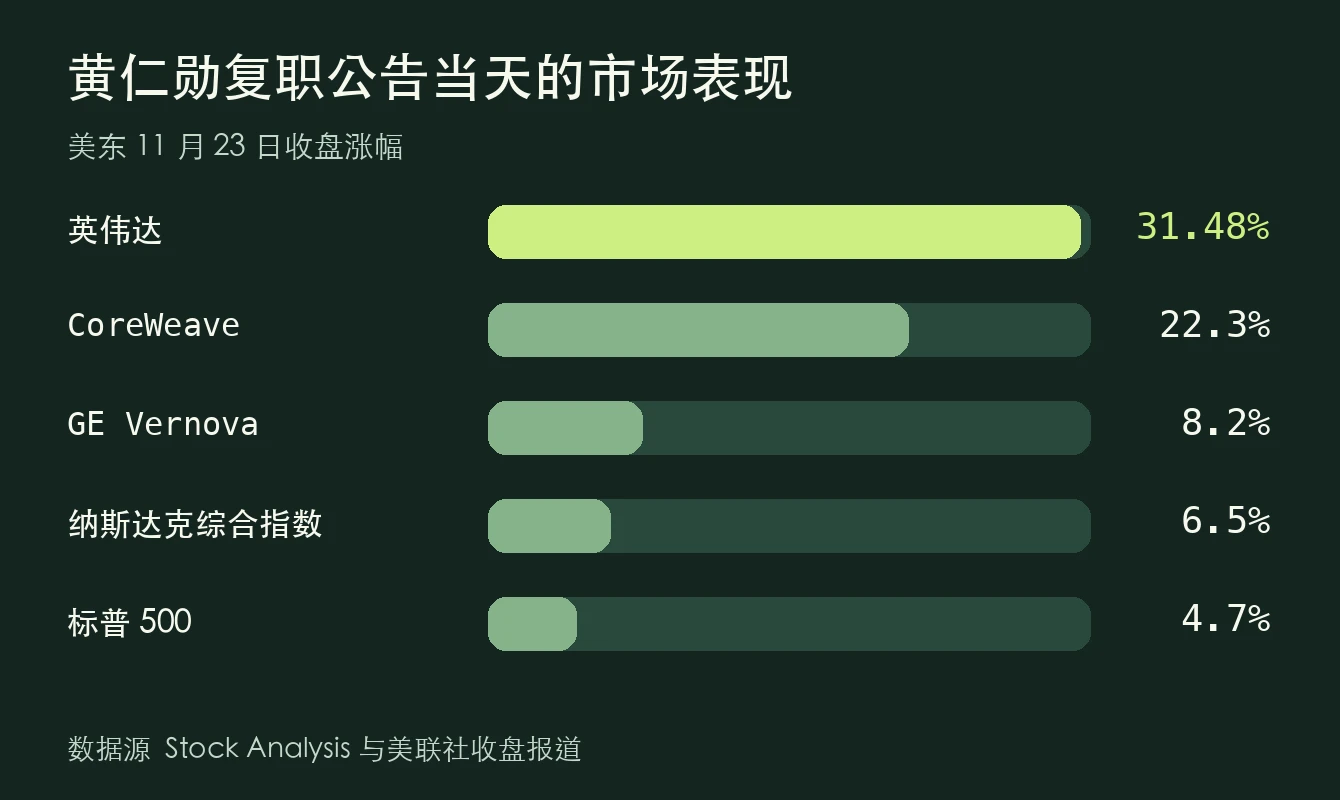 黄仁勋复职公告当天的市场表现
美东 11 月 23 日收盘涨幅
英伟达 31.48%
CoreWeave 22.3%
GE Vernova 8.2%
纳斯达克综合指数 6.5%
标普 500 4.7%
数据源 Stock Analysis 与美联社收盘报道